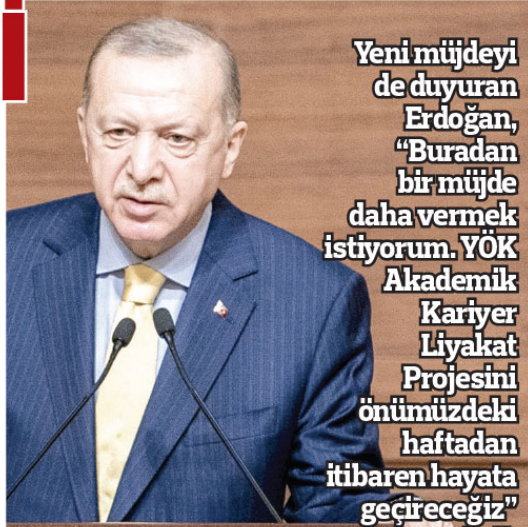 Yeni müjdeyi
de duyuran
Erdoğan,
“Buradan
bir müjde
daha vermek
istiyorum. YÖK
Akademik
Kariyer
Liyakat
Projesini
önümüzdeki
haftadan
itibaren hayata
geçireceğiz”